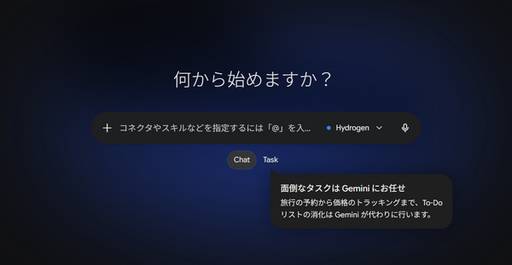 何から始めますか？
コネクタやスキルなどを指定するには「@」を入... Hydrogen
Chat Task
面倒なタスクは Gemini にお任せ
旅行の予約から価格のトラッキングまで、To-Do
リストの消化は Gemini が代わりに行います。